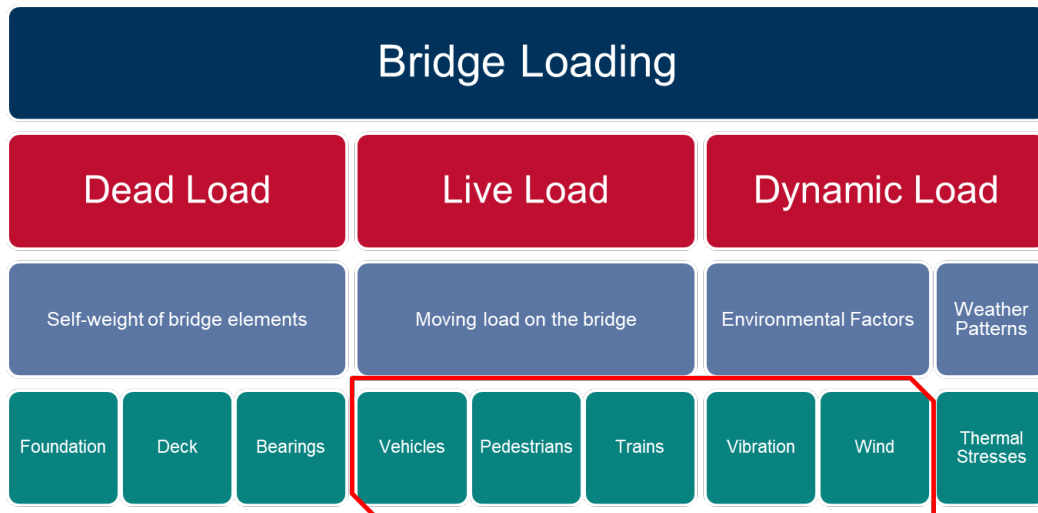 Bridge Loading
Dead Load
Live Load
Dynamic Load
Self-weight of bridge elements
Moving load on the bridge
Environmental Factors
Weather
Patterns
Foundation
Deck
Bearings
Vehicles
Pedestrians
Trains
Vibration
Wind
Thermal
Stresses